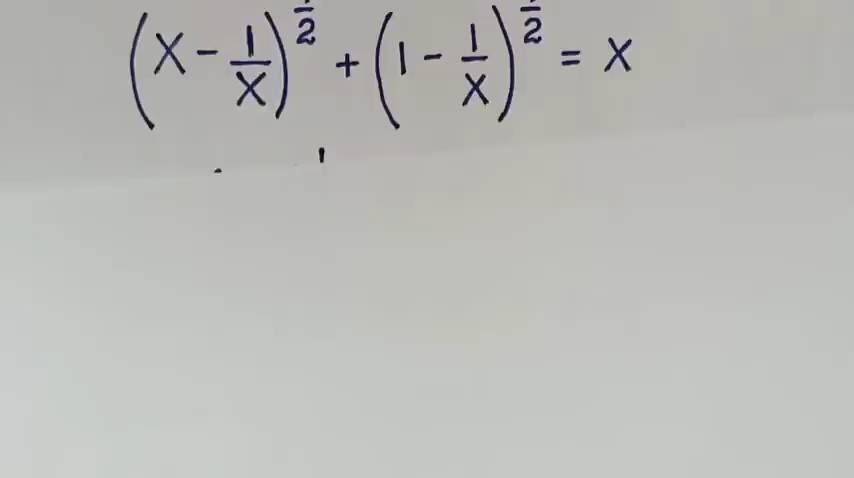 (x - 1/x)^1/2 + (1 - 1/x)^1/2 = x